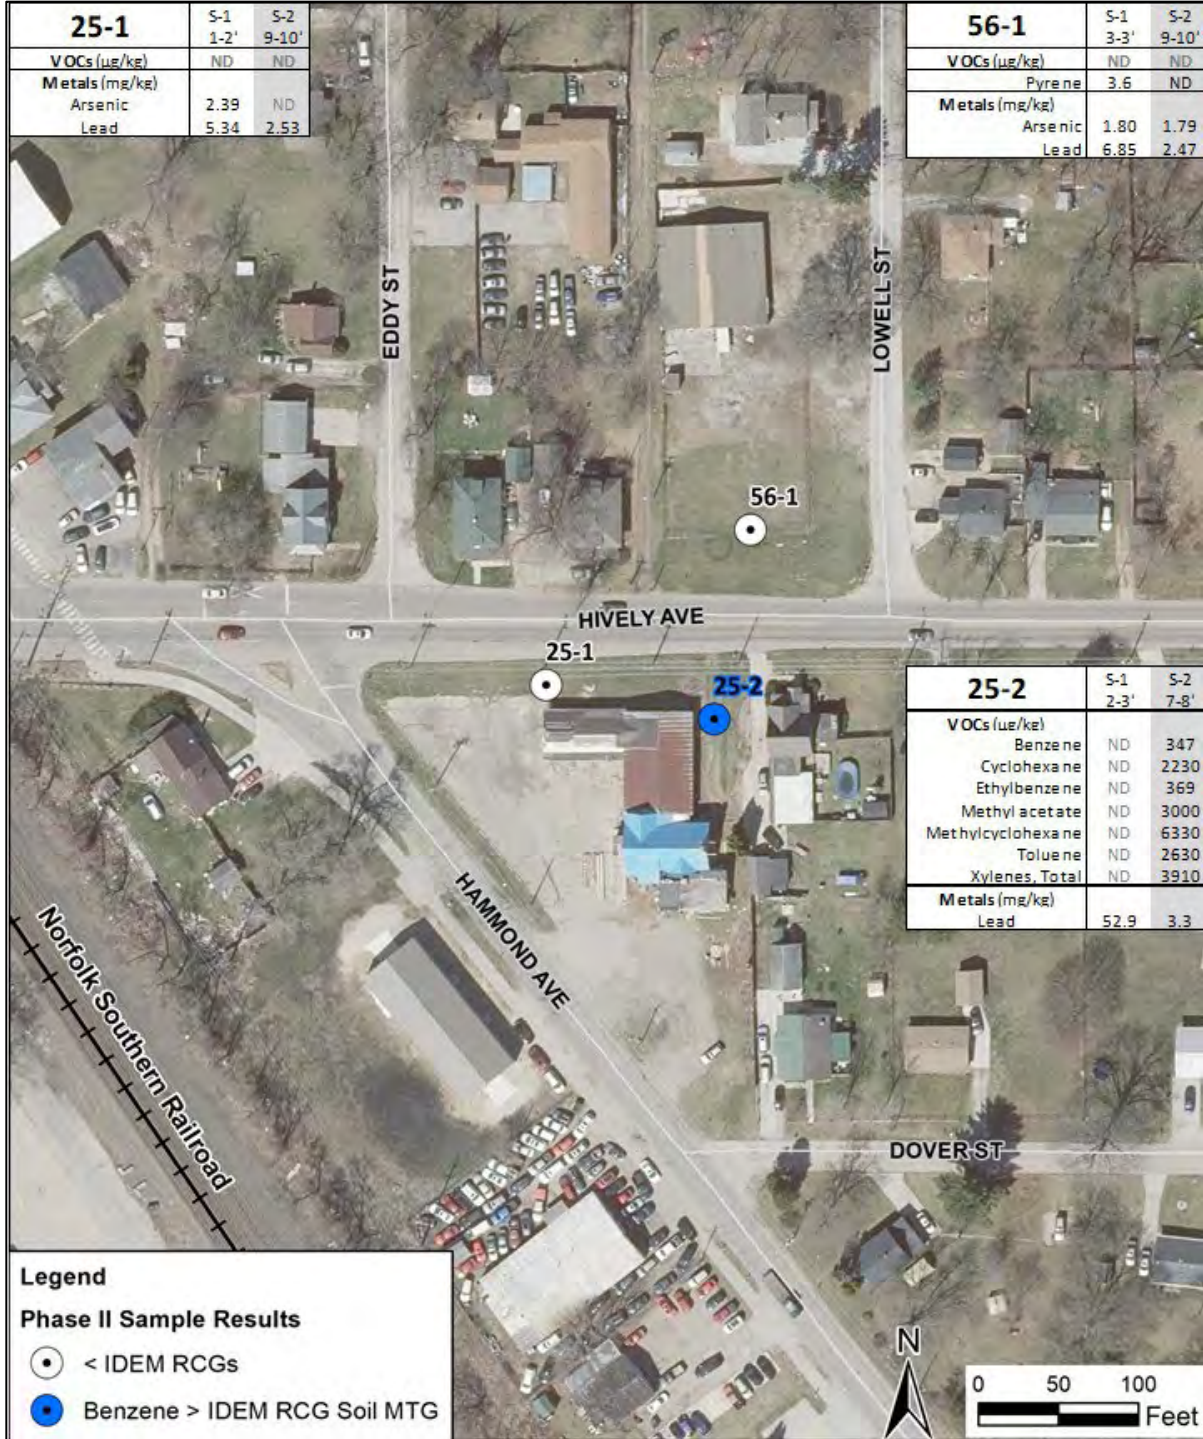 25-1 S-1 S-2
1-2' 9-10'
VOCs (µg/kg) ND ND
Metals (mg/kg)
Arsenic 2.39 ND
Lead 5.34 2.53
56-1 S-1 S-2
3-3' 9-10'
VOCs (µg/kg) ND ND
Pyrene 3.6 ND
Metals (mg/kg)
Arsenic 1.80 1.79
Lead 6.85 2.47
EDDY ST
LOWELL ST
56-1
HIVELY AVE
25-1
25-2
25-2 S-1 S-2
2-3' 7-8'
VOCs (µg/kg)
Benzene ND 347
Cyclohexane ND 2230
Ethylbenzene ND 369
Methyl acetate ND 3000
Methylcyclohexane ND 6330
Toluene ND 2630
Xylenes, Total ND 3910
Metals (mg/kg)
Lead 52.9 3.3
HAMMOND AVE
Norfolk Southern Railroad
DOVER ST
Legend
Phase II Sample Results
< IDEM RCGs
Benzene > IDEM RCG Soil MTG
N
0 50 100
Feet